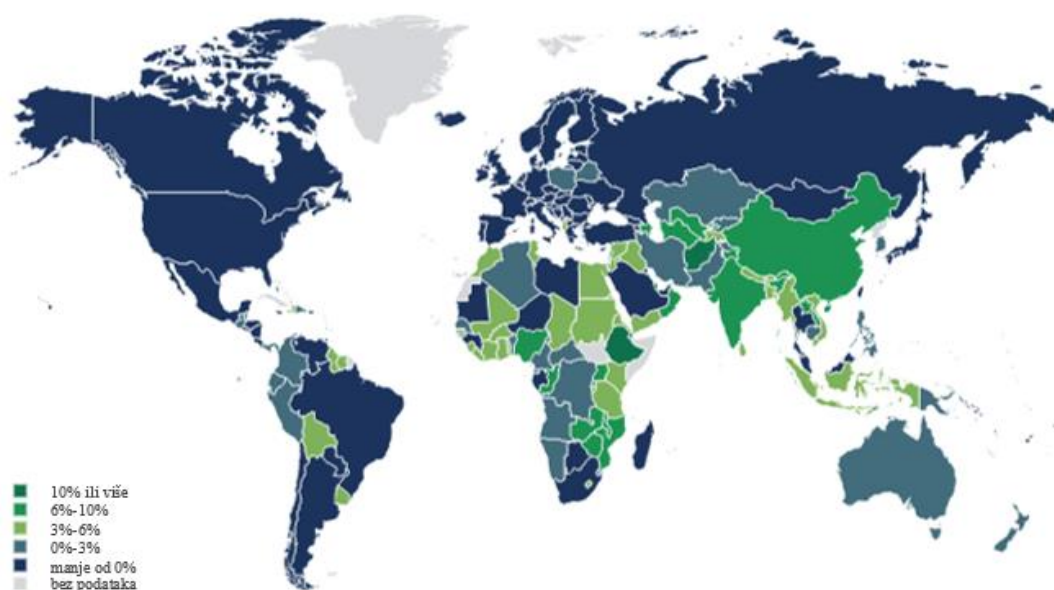 10% ili više
6%-10%
3%-6%
0%-3%
manje od 0%
bez podataka